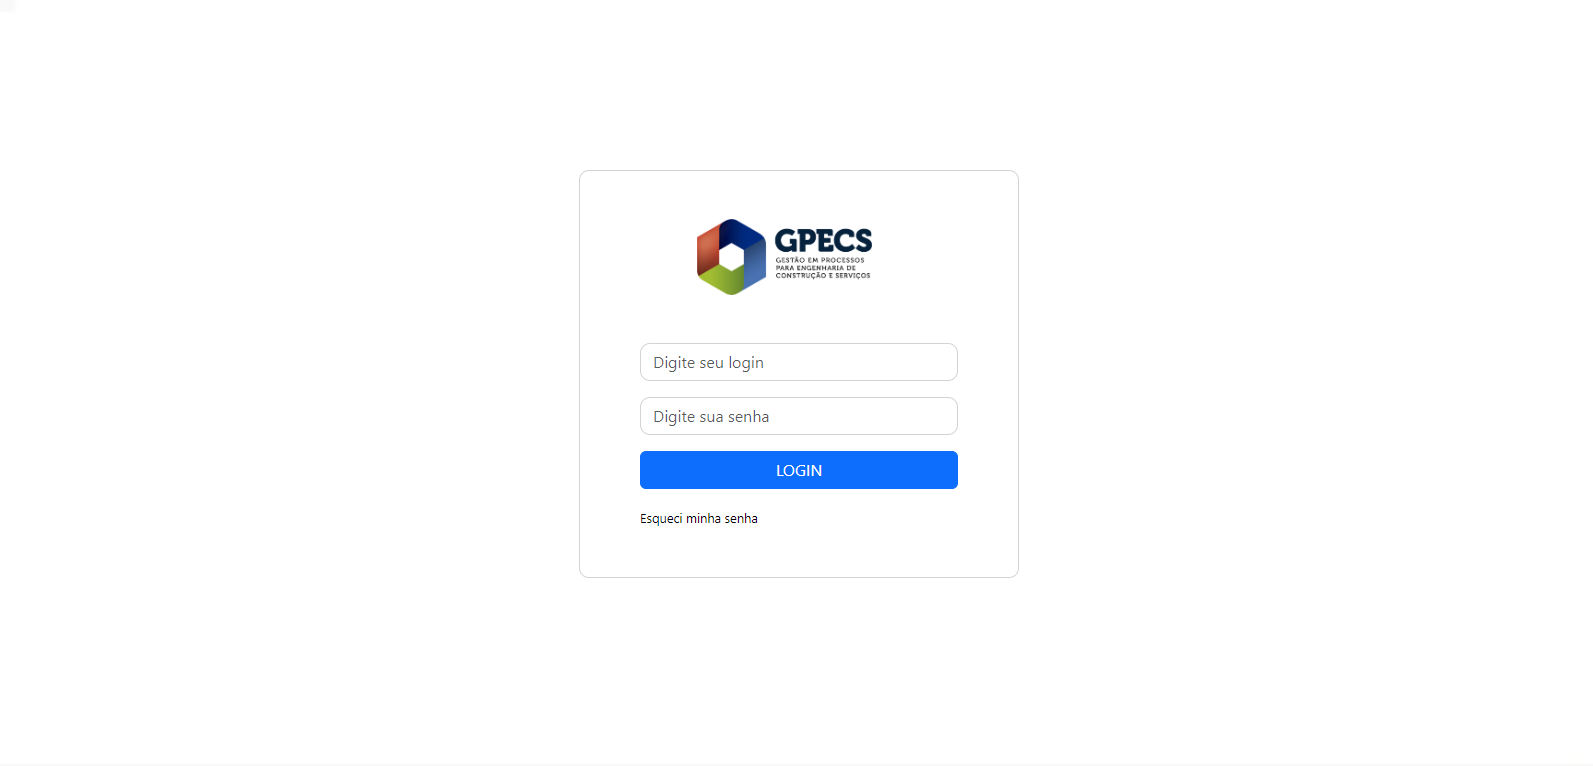 GPECS
GESTÃO EM PROCESSOS
PARA ENGENHARIA DE
CONSTRUÇÃO E SERVIÇOS
Digite seu login
Digite sua senha
LOGIN
Esqueci minha senha